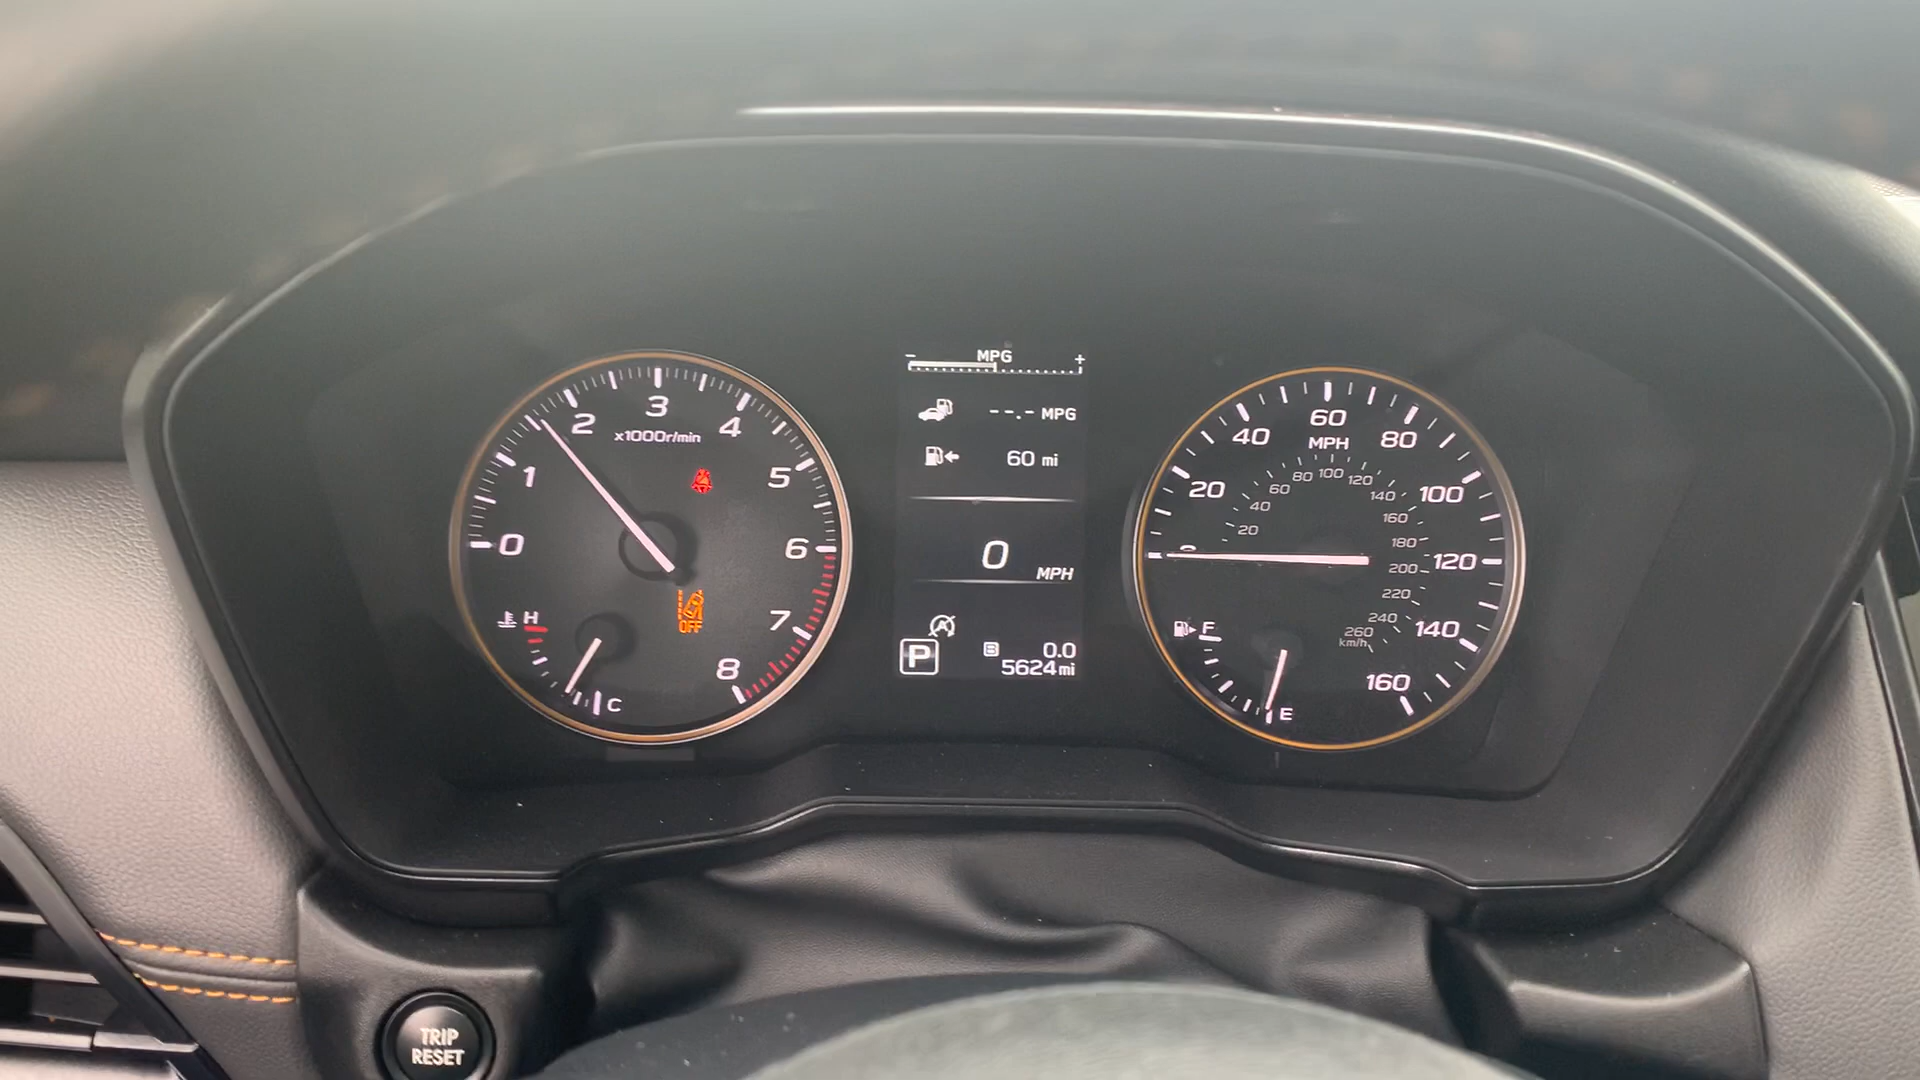 0
1
2
3
4
5
6
7
8
x1000r/min
OFF
H
C
- MPG +
--.- MPG
60 mi
0
MPH
A
P
B 0.0
5624mi
0
20
40
60
80
100
120
140
160
MPH
20
40
60
80
100
120
140
160
180
200
220
240
260
km/h
F
E
TRIP
RESET